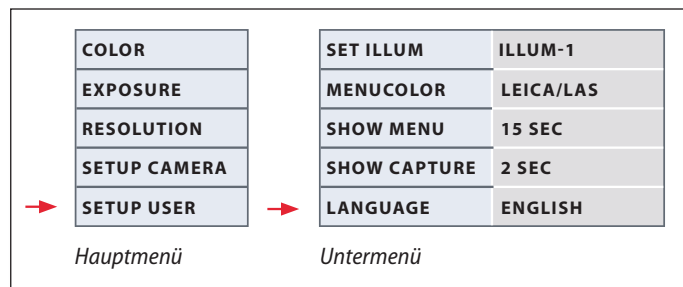 COLOR
EXPOSURE
RESOLUTION
SETUP CAMERA
SETUP USER
Hauptmenü
SET ILLUM ILLUM-1
MENUCOLOR LEICA/LAS
SHOW MENU 15 SEC
SHOW CAPTURE 2 SEC
LANGUAGE ENGLISH
Untermenü